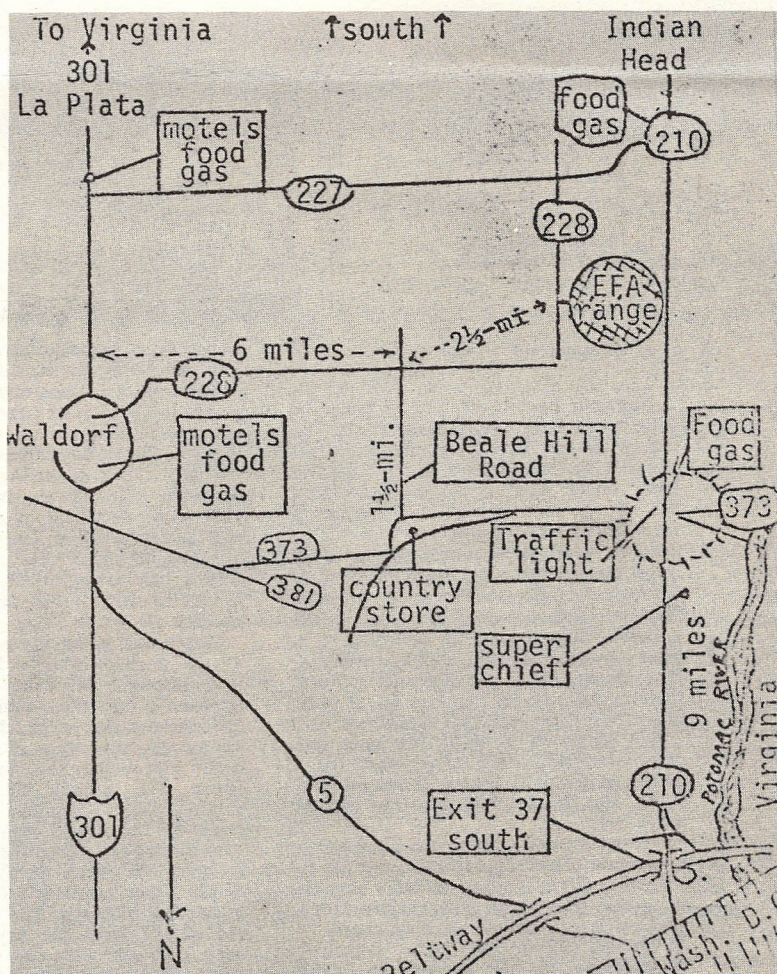 To Virginia
↑south↑
Indian
Head
301
La Plata
motels
food
gas
food
gas
210
227
228
EFA
range
6 miles
2½-mi
228
Waldorf
motels
food
gas
1½-mi.
Beale Hill
Road
Food
gas
373
Traffic
light
373
381
country
store
super
chief
9 miles
POTOMAC RIVER
Virginia
210
5
301
Exit 37
south
N
Beltway
Wash. D.C